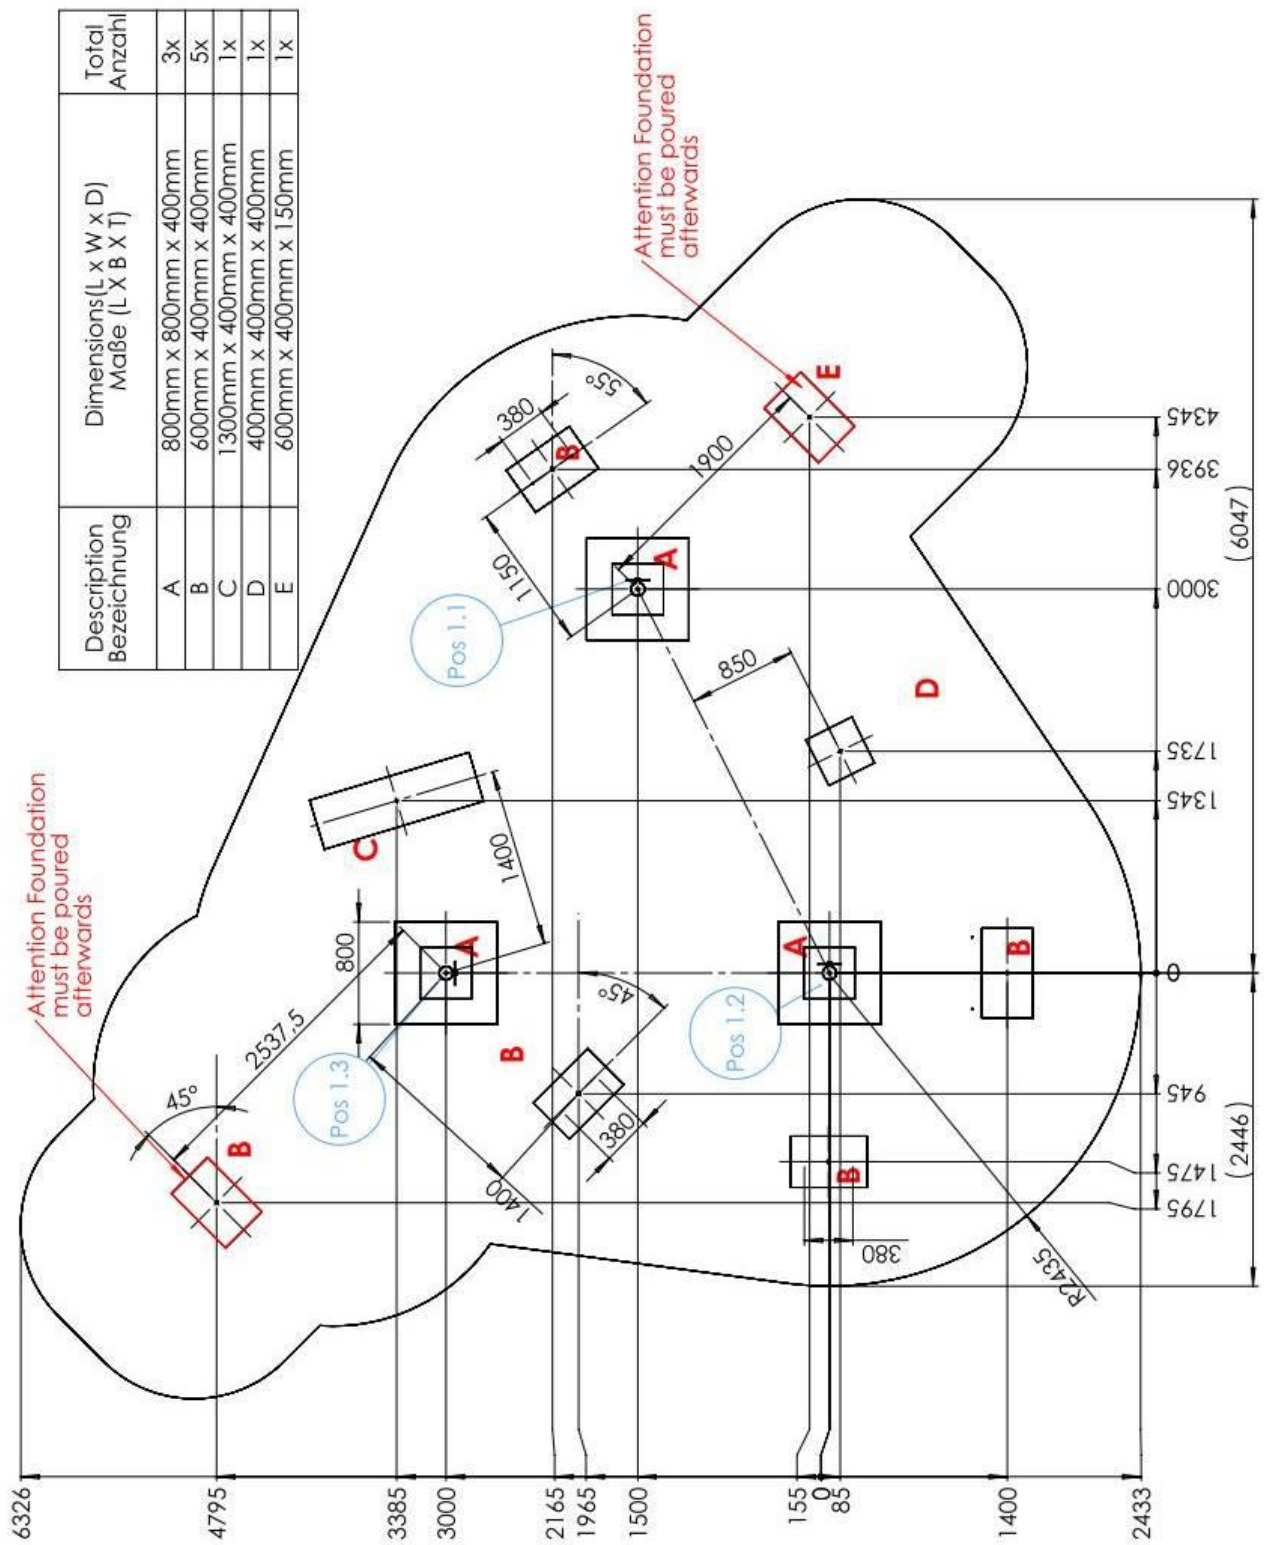 Description
Bezeichnung
Dimensions(L x W x D)
Maße (L X B X T)
Total
Anzahl
A 800mm x 800mm x 400mm 3x
B 600mm x 400mm x 400mm 5x
C 1300mm x 400mm x 400mm 1x
D 400mm x 400mm x 400mm 1x
E 600mm x 400mm x 150mm 1x
Attention Foundation
must be poured
afterwards
Attention Foundation
must be poured
afterwards
45°
2537,5
B
Pos 1.3
800
A
C
1400
1400
B
380
45°
Pos 1.1
1150
380
B
55°
A
1900
E
850
D
Pos 1.2
A
B
B
380
R2435
6326
4795
3385
3000
2165
1965
1500
155
0
85
1400
2433
4345
3936
3000
1735
1345
0
945
1475
1795
(6047)
(2446)